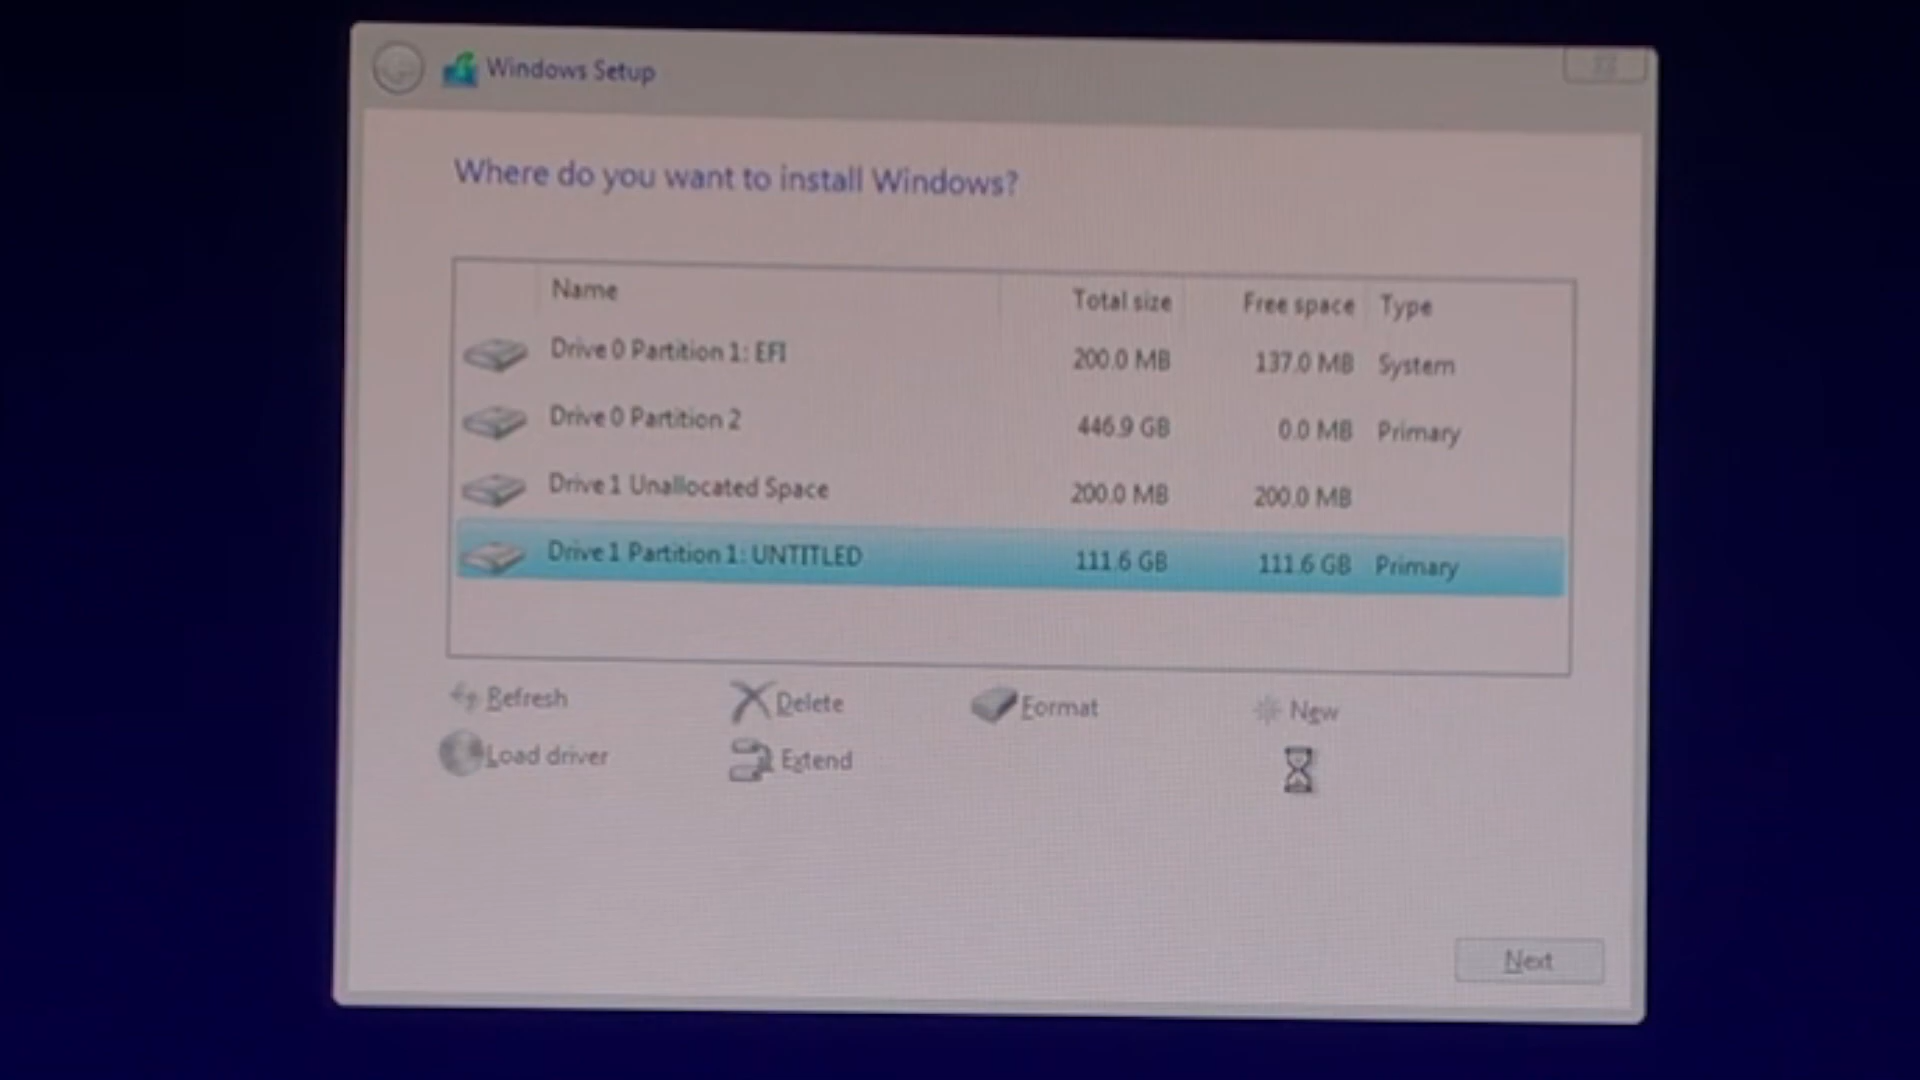 Windows Setup
Where do you want to install Windows?
Name Total size Free space Type
Drive 0 Partition 1: EFI 200.0 MB 137.0 MB System
Drive 0 Partition 2 446.9 GB 0.0 MB Primary
Drive 1 Unallocated Space 200.0 MB 200.0 MB
Drive 1 Partition 1: UNTITLED 111.6 GB 111.6 GB Primary
Refresh Delete Format New
Load driver Extend
Next